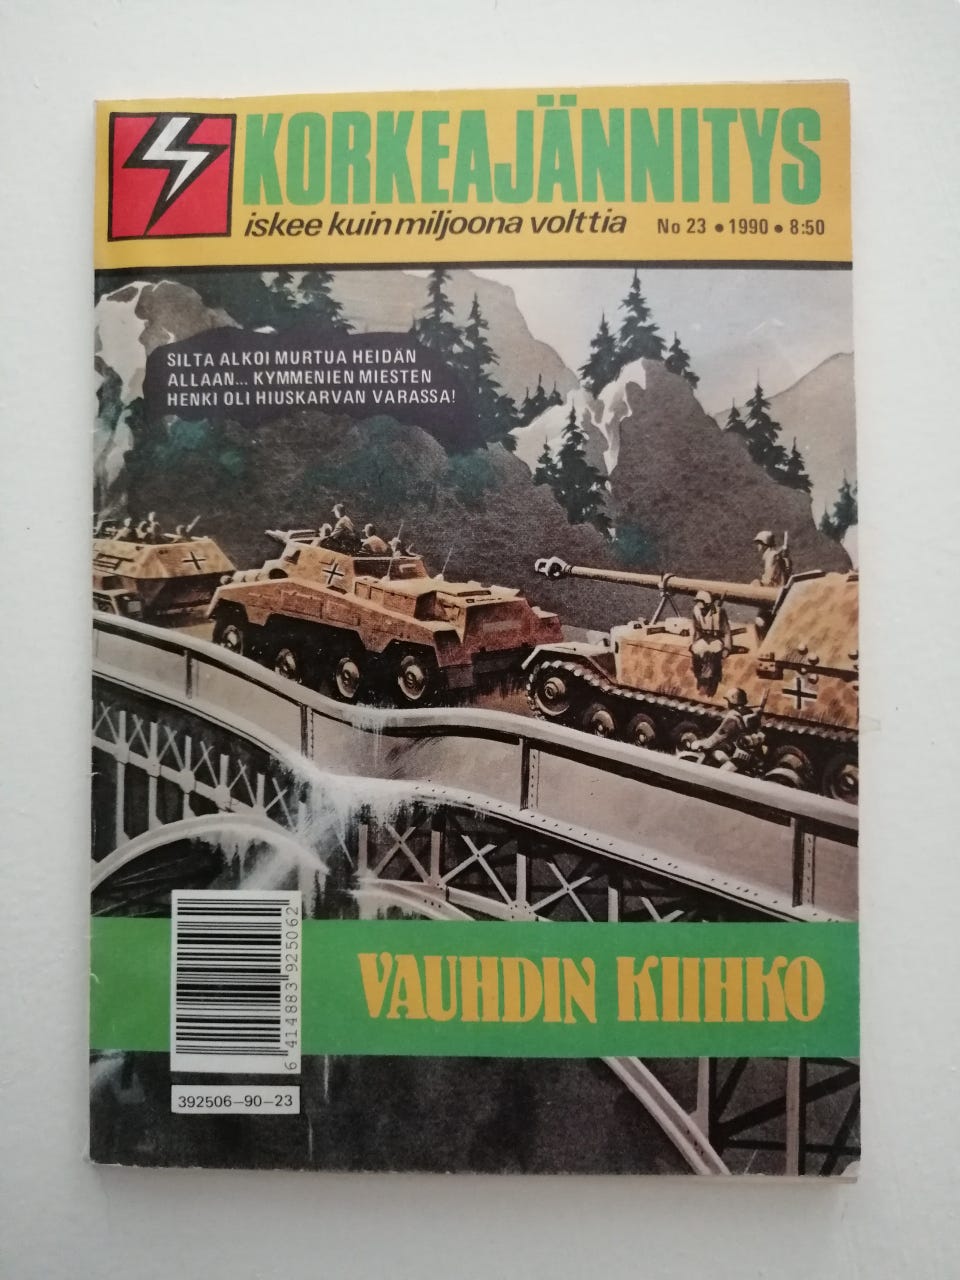 KORKEAJÄNNITYS
iskee kuin miljoona volttia No 23 • 1990 • 8:50
SILTA ALKOI MURTUA HEIDÄN
ALLAAN... KYMMENIEN MIESTEN
HENKI OLI HIUSKARVAN VARASSA!
VAUHDIN KIIHKO
6 414883 925062
392506-90-23